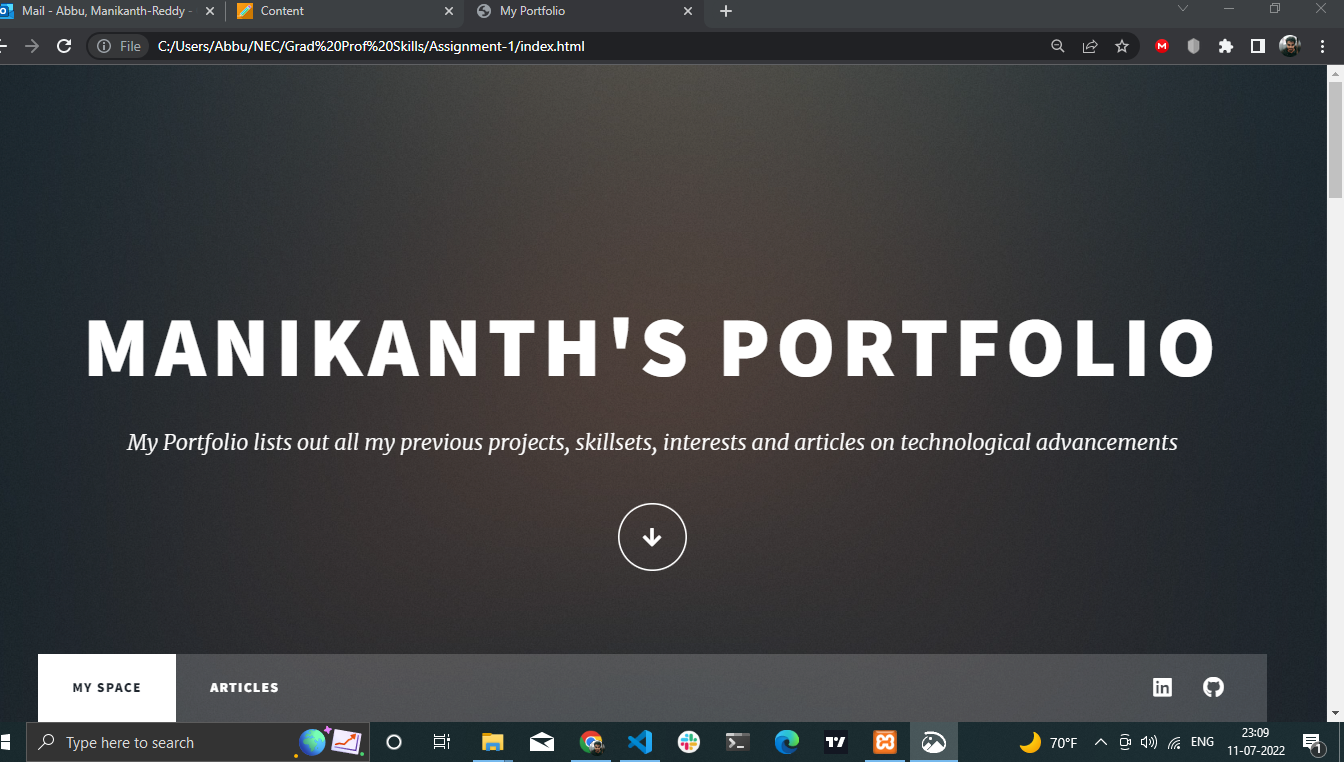 Mail - Abbu, Manikanth-Reddy -
Content
My Portfolio
File
C:/Users/Abbu/NEC/Grad%20Prof%20Skills/Assignment-1/index.html
MANIKANTH'S PORTFOLIO
My Portfolio lists out all my previous projects, skillsets, interests and articles on technological advancements
MY SPACE
ARTICLES
Type here to search
70°F
ENG
23:09
11-07-2022
1